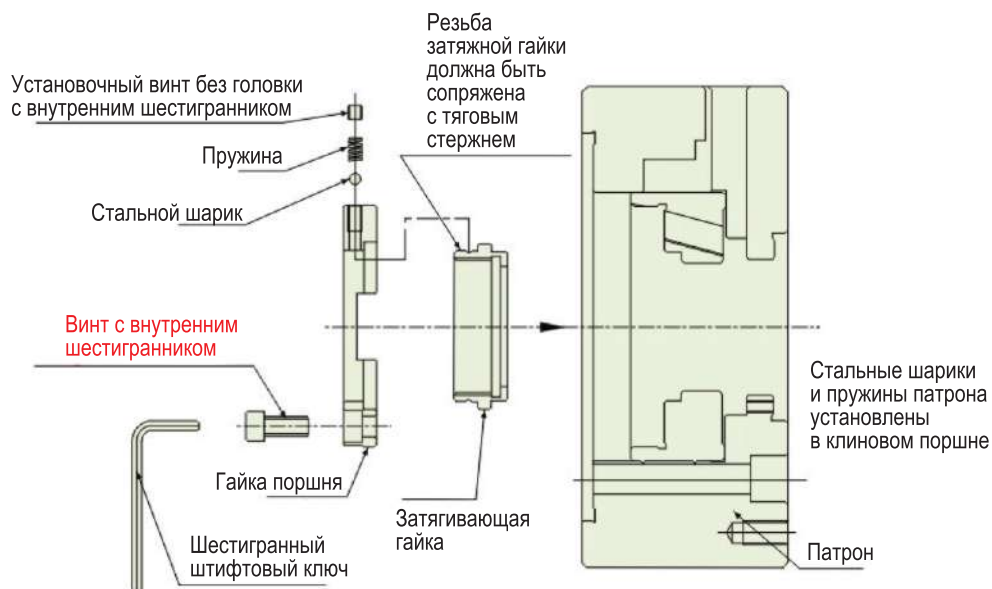 Резьба
затяжной гайки
должна быть
сопряжена
с тяговым
стержнем
Установочный винт без головки
с внутренним шестигранником
Пружина
Стальной шарик
Винт с внутренним
шестигранником
Стальные шарики
и пружины патрона
установлены
в клиновом поршне
Гайка поршня
Затягивающая
гайка
Шестигранный
штифтовый ключ
Патрон